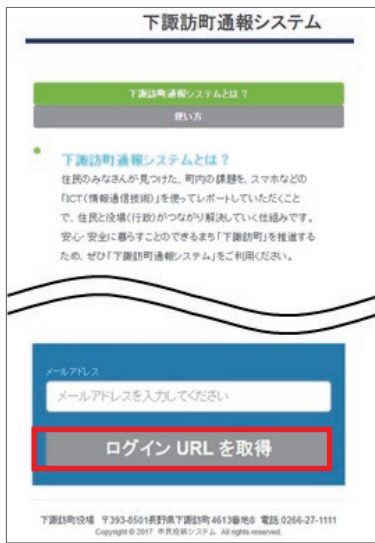 下諏訪町通報システム
下諏訪町通報システムとは?
使い方
下諏訪町通報システムとは?
住民のみなさんが見つけた、町内の課題を、スマホなどの
「ICT(情報通信技術)」を使ってレポートしていただくこと
で、住民と役場(行政)がつながり解決していく仕組みです。
安心・安全に暮らすことのできるまち「下諏訪町」を推進する
ため、ぜひ「下諏訪町通報システム」をご利用ください。
メールアドレス
メールアドレスを入力してください
ログイン URL を取得
下諏訪町役場 〒393-8501長野県下諏訪町4613番地8 電話:0266-27-1111
Copyright © 2017 市民投稿システム All rights reserved.